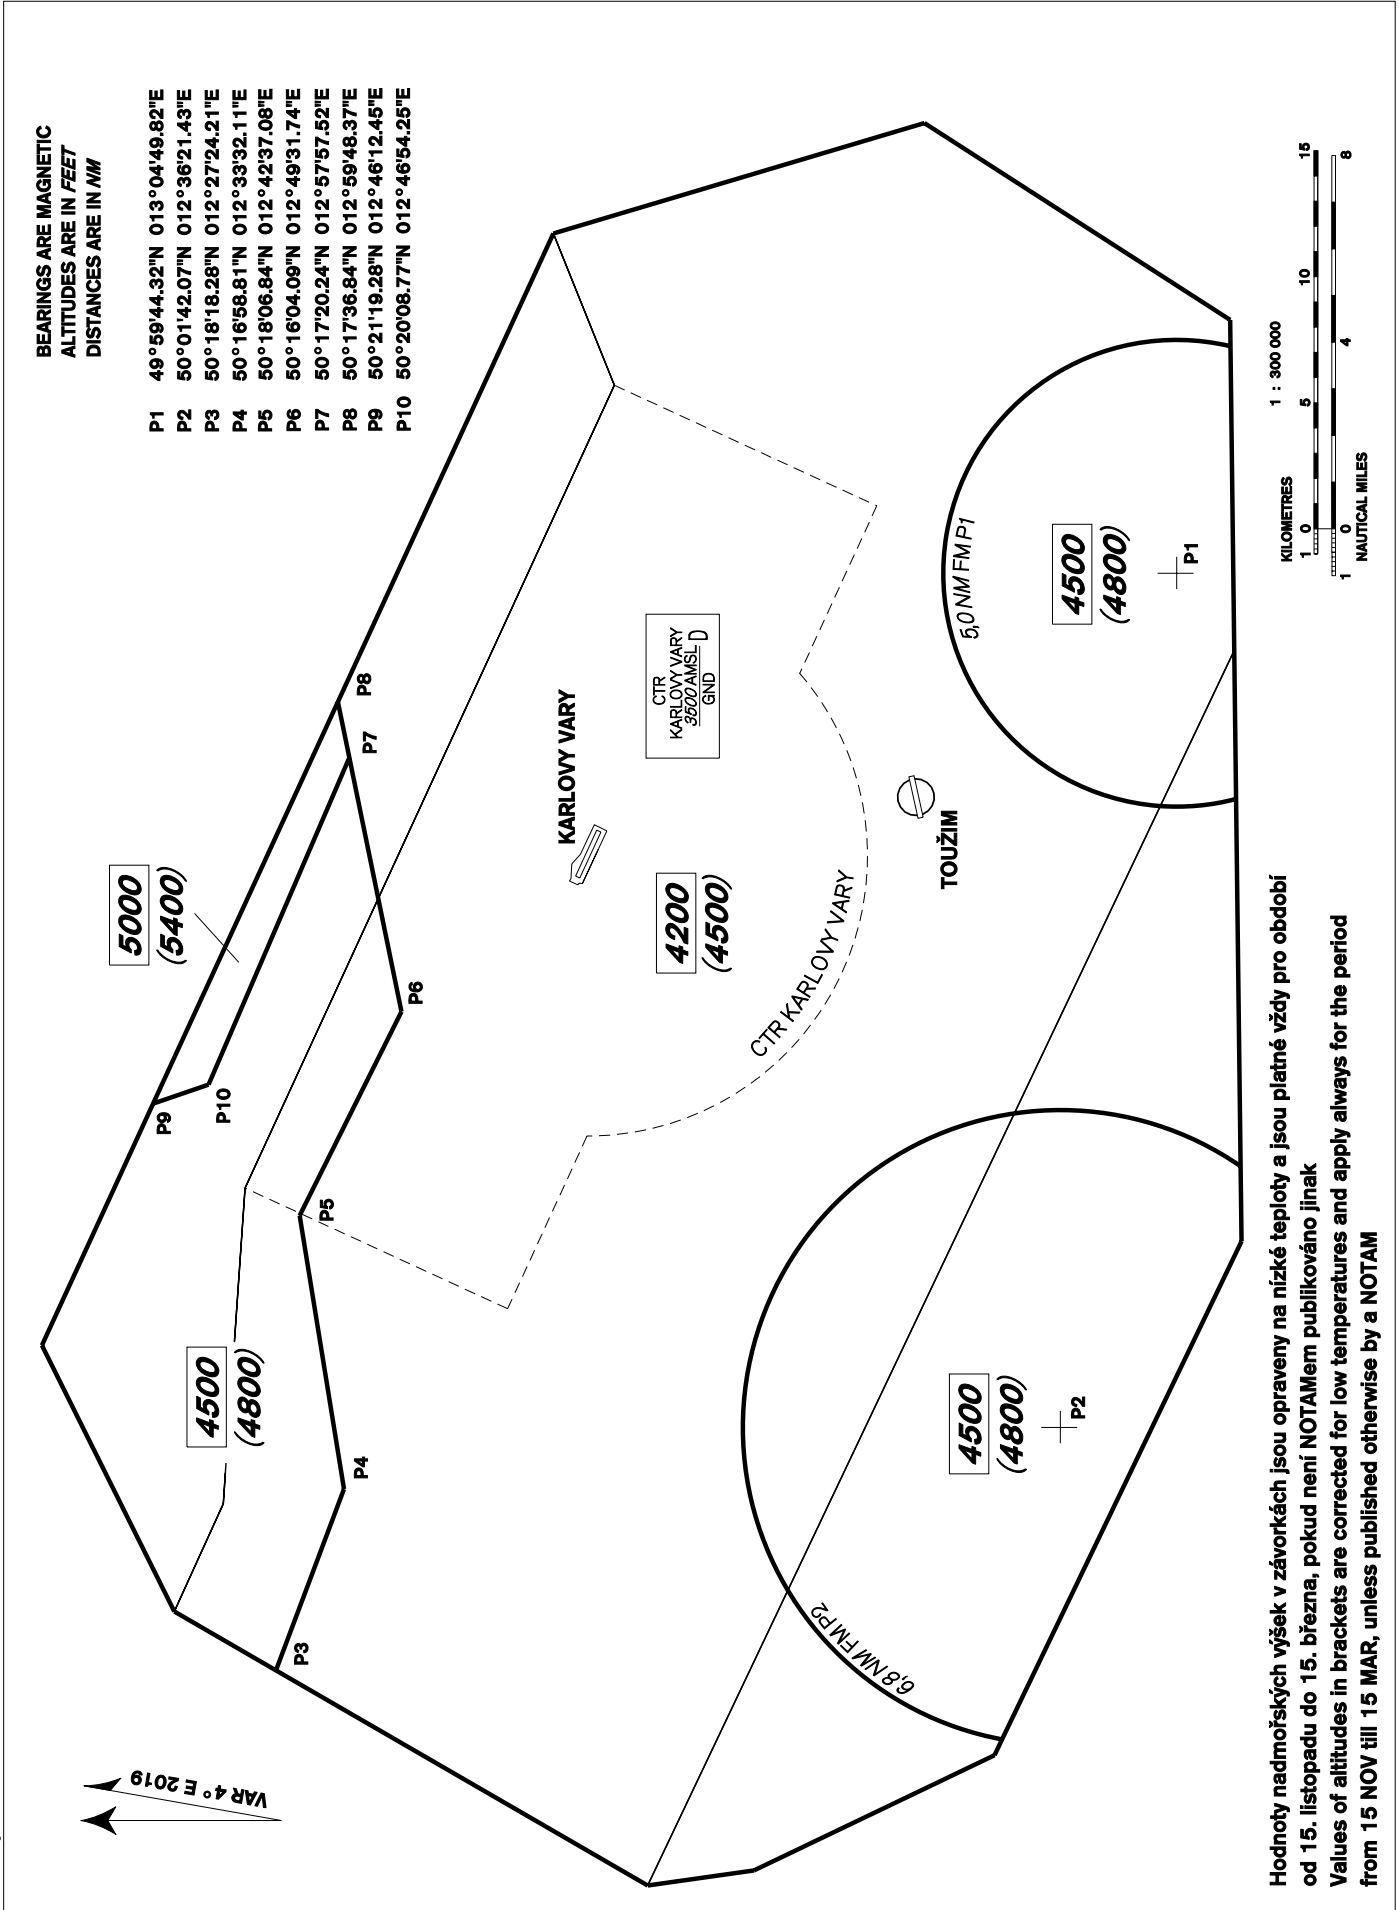 BEARINGS ARE MAGNETIC
ALTITUDES ARE IN FEET
DISTANCES ARE IN NM
P1 49°59'44.32"N 013°04'49.82"E
P2 50°01'42.07"N 012°36'21.43"E
P3 50°18'18.28"N 012°27'24.21"E
P4 50°16'58.81"N 012°33'32.11"E
P5 50°18'06.84"N 012°42'37.08"E
P6 50°16'04.09"N 012°49'31.74"E
P7 50°17'20.24"N 012°57'57.52"E
P8 50°17'36.84"N 012°59'48.37"E
P9 50°21'19.28"N 012°46'12.45"E
P10 50°20'08.77"N 012°46'54.25"E
VAR 4° E 2019
5000
(5400)
P9
P10
P8
P7
P6
P5
4500
(4800)
P4
P3
KARLOVY VARY
CTR
KARLOVY VARY
3500 AMSL D
GND
4200
(4500)
CTR KARLOVY VARY
TOUŽIM
5,0 NM FM P1
4500
(4800)
P1
6,8 NM FM P2
4500
(4800)
P2
1 : 300 000
KILOMETRES
1 0 5 10 15
1 0 4 8
NAUTICAL MILES
Hodnoty nadmořských výšek v závorkách jsou opraveny na nízké teploty a jsou platné vždy pro období
od 15. listopadu do 15. března, pokud není NOTAMem publikováno jinak
Values of altitudes in brackets are corrected for low temperatures and apply always for the period
from 15 NOV till 15 MAR, unless published otherwise by a NOTAM